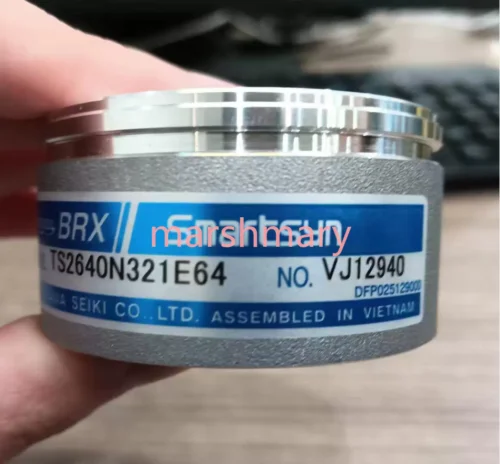 BRX Smartsyn
marshmary
TS2640N321E64 NO. VJ12940
DFP025129000
SEIKI CO.,LTD. ASSEMBLED IN VIETNAM